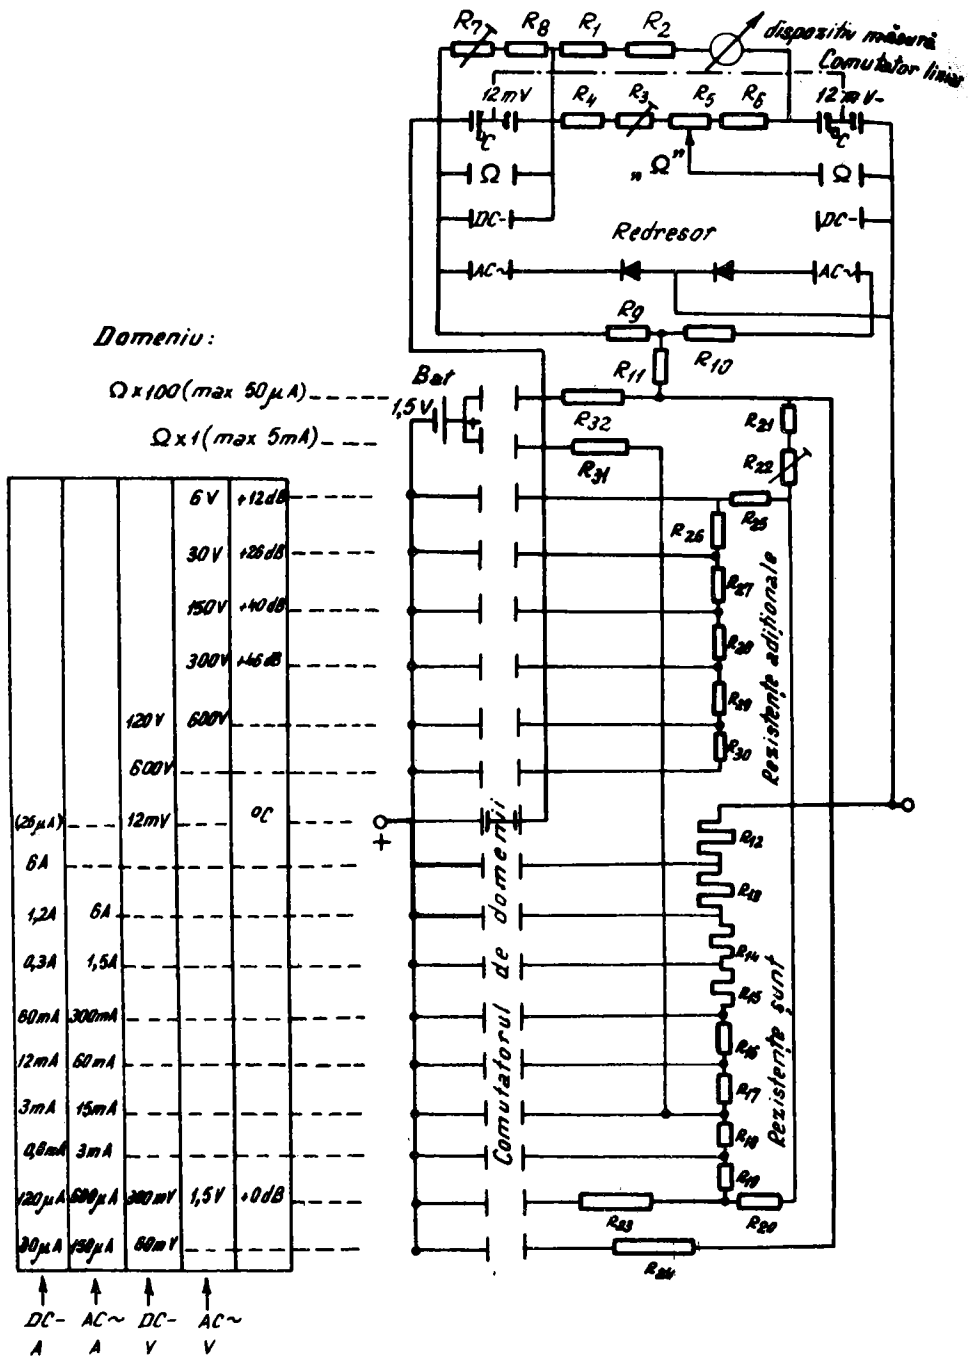 R7 R8 R1 R2 dispozitiv măsură
Comutator liniar
12mV R4 R3 R5 R6 12mV-
°C °C
Ω „Ω” Ω
DC- DC-
Redresor
AC~ AC~
R9
R10
R11
Domeniu:
Bat
Ωx100 (max 50μA)
1,5V
+
R32
R21
Ωx1 (max 5mA)
R31
R22
6V +12dB
R25
R26
30V +26dB
R27
150V +40dB
R28
300V +46dB
R29
120V 600V
R30
600V
Rezistențe adiționale
(26μA) 12mV °C
+
R12
6A
R13
1,2A 6A
R14
0,3A 1,5A
R15
60mA 300mA
R16
12mA 60mA
R17
3mA 15mA
R18
0,6mA 3mA
R19
120μA 600μA 300mV 1,5V +0dB
R23
R20
30μA 150μA 60mV
R24
Comutatorul de domenii
Rezistențe șunt
DC- AC~ DC- AC~
A A V V